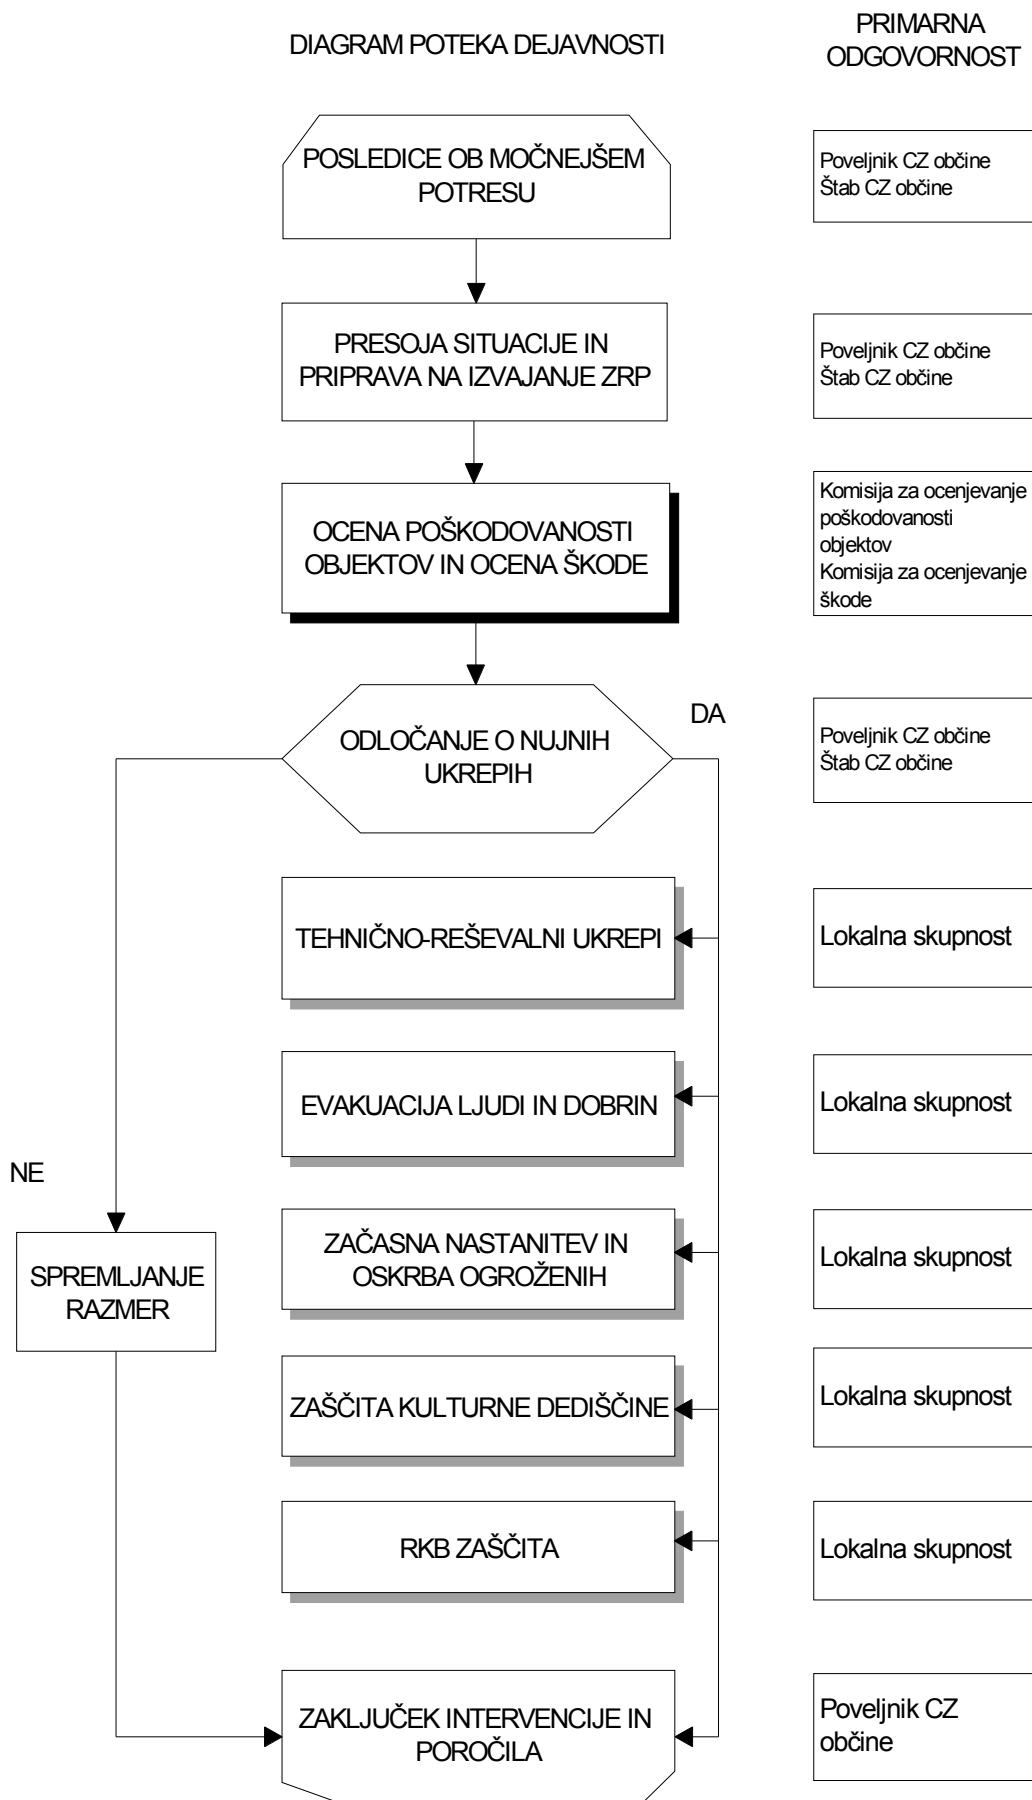 DIAGRAM POTEKA DEJAVNOSTI
PRIMARNA
ODGOVORNOST
POSLEDICE OB MOČNEJŠEM
POTRESU
Poveljnik CZ občine
Štab CZ občine
PRESOJA SITUACIJE IN
PRIPRAVA NA IZVAJANJE ZRP
Poveljnik CZ občine
Štab CZ občine
OCENA POŠKODOVANOSTI
OBJEKTOV IN OCENA ŠKODE
Komisija za ocenjevanje
poškodovanosti
objektov
Komisija za ocenjevanje
škode
ODLOČANJE O NUJNIH
UKREPIH
DA
Poveljnik CZ občine
Štab CZ občine
TEHNIČNO-REŠEVALNI UKREPI
Lokalna skupnost
EVAKUACIJA LJUDI IN DOBRIN
Lokalna skupnost
NE
SPREMLJANJE
RAZMER
ZAČASNA NASTANITEV IN
OSKRBA OGROŽENIH
Lokalna skupnost
ZAŠČITA KULTURNE DEDIŠČINE
Lokalna skupnost
RKB ZAŠČITA
Lokalna skupnost
ZAKLJUČEK INTERVENCIJE IN
POROČILA
Poveljnik CZ
občine